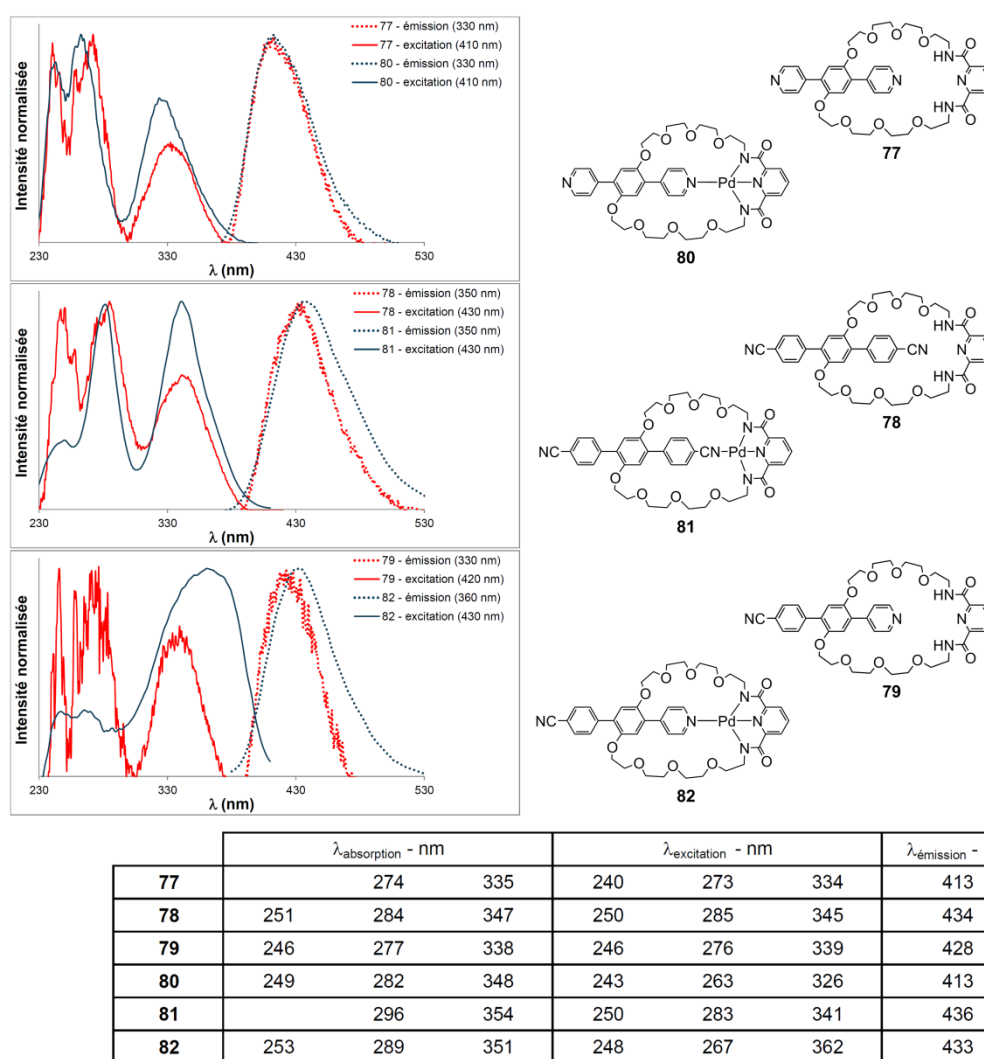 77 - émission (330 nm)
77 - excitation (410 nm)
80 - émission (330 nm)
80 - excitation (410 nm)
Intensité normalisée
230 330 430 530
λ (nm)
77
80
78 - émission (350 nm)
78 - excitation (430 nm)
81 - émission (350 nm)
81 - excitation (430 nm)
Intensité normalisée
230 330 430 530
λ (nm)
78
81
79 - émission (330 nm)
79 - excitation (420 nm)
82 - émission (360 nm)
82 - excitation (430 nm)
Intensité normalisée
230 330 430 530
λ (nm)
79
82
λabsorption - nm λexcitation - nm λémission -
77 274 335 240 273 334 413
78 251 284 347 250 285 345 434
79 246 277 338 246 276 339 428
80 249 282 348 243 263 326 413
81 296 354 250 283 341 436
82 253 289 351 248 267 362 433